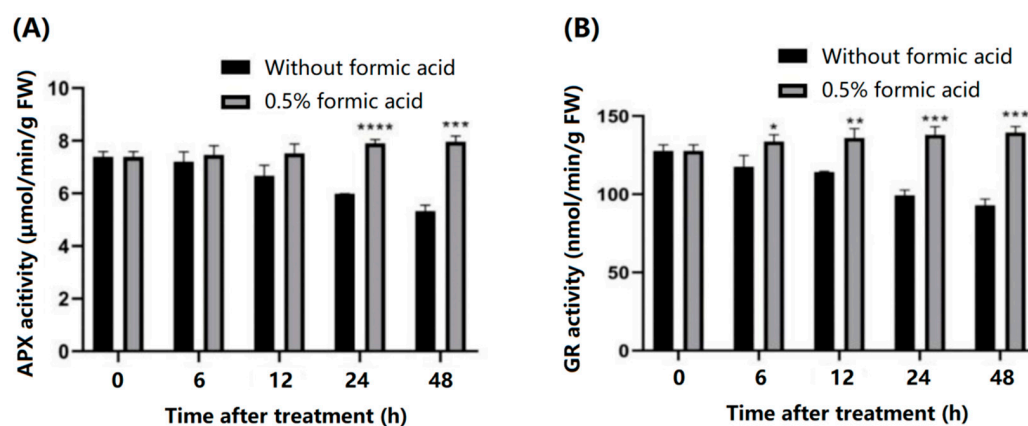 (A)
Without formic acid
0.5% formic acid
APX acitivity (μmol/min/g FW)
10
8
6
4
2
0
**** ***
0 6 12 24 48
Time after treatment (h)
(B)
Without formic acid
0.5% formic acid
GR activity (nmol/min/g FW)
150
100
50
0
* ** *** ***
0 6 12 24 48
Time after treatment (h)